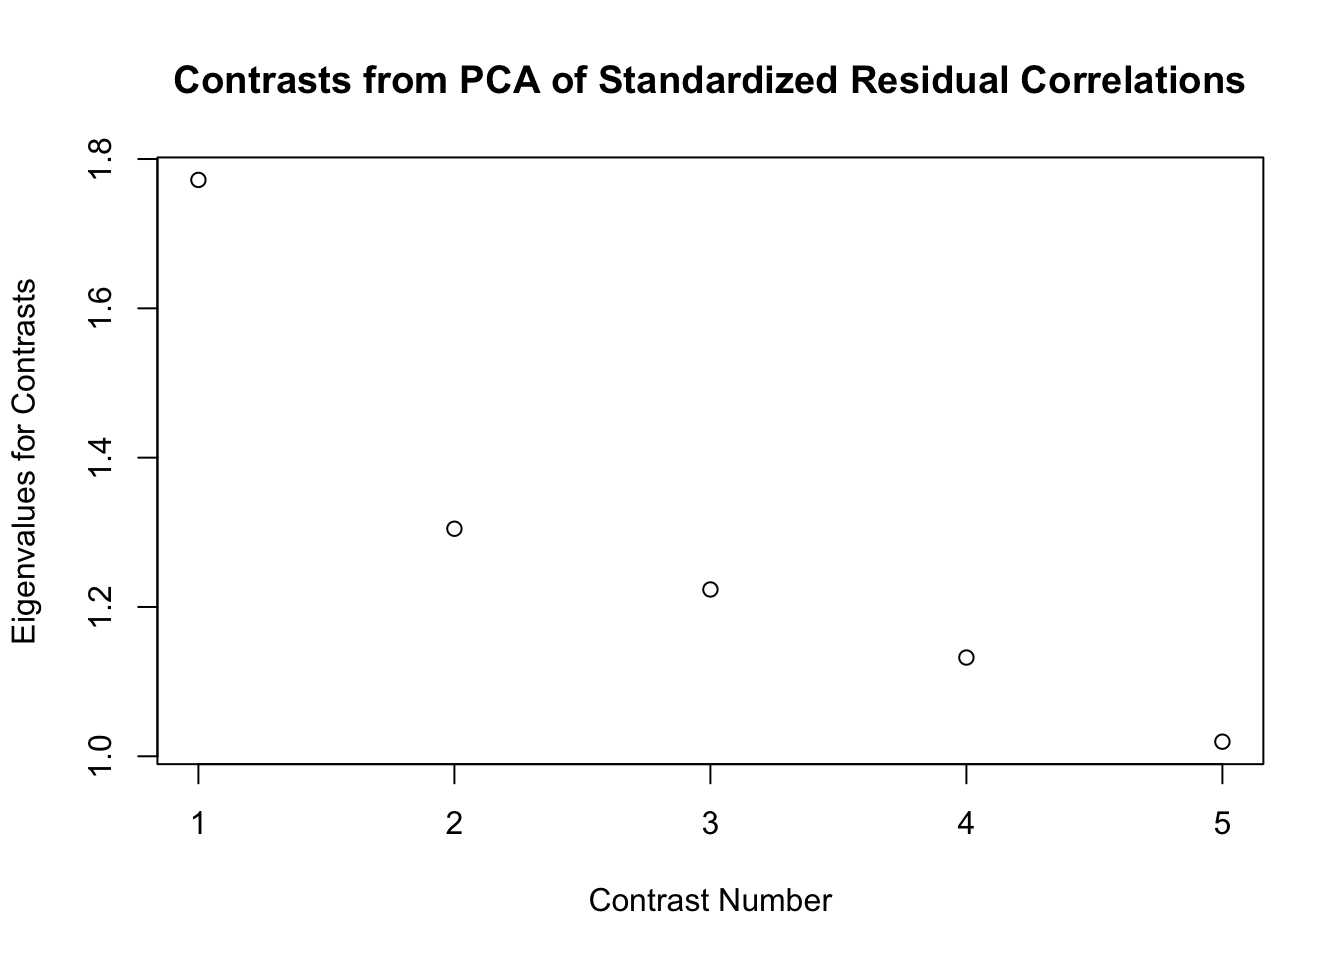 Contrasts from PCA of Standardized Residual Correlations
Eigenvalues for Contrasts
1.8
1.6
1.4
1.2
1.0
1 2 3 4 5
Contrast Number